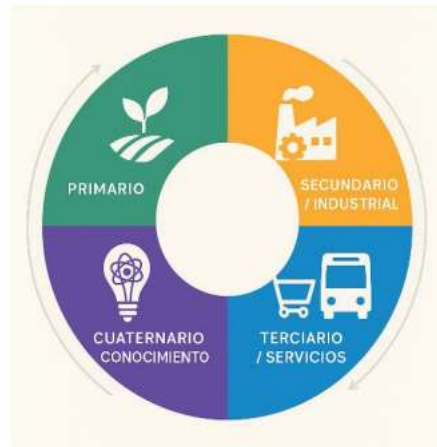 PRIMARIO
SECUNDARIO
/ INDUSTRIAL
CUATERNARIO
CONOCIMIENTO
TERCIARIO
/ SERVICIOS